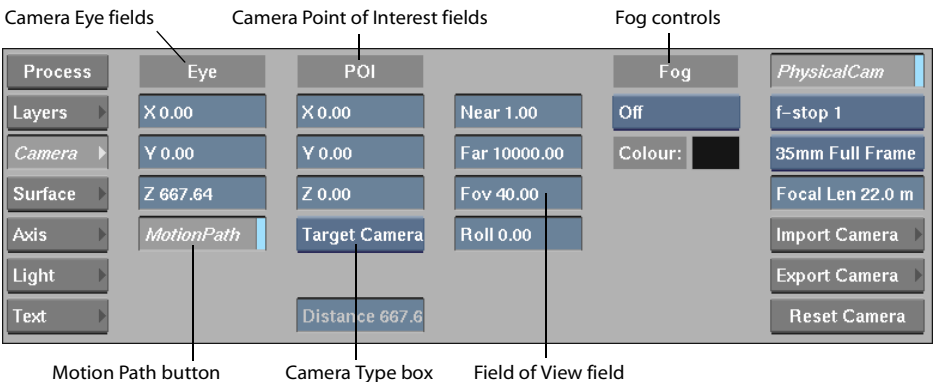 Camera Eye fields
Camera Point of Interest fields
Fog controls
Process
Eye
POI
Fog
PhysicalCam
Layers
X 0.00
X 0.00
Near 1.00
Off
f-stop 1
Camera
Y 0.00
Y 0.00
Far 10000.00
Colour:
35mm Full Frame
Surface
Z 667.64
Z 0.00
Fov 40.00
Focal Len 22.0 m
Axis
MotionPath
Target Camera
Roll 0.00
Import Camera
Light
Export Camera
Text
Distance 667.6
Reset Camera
Motion Path button
Camera Type box
Field of View field